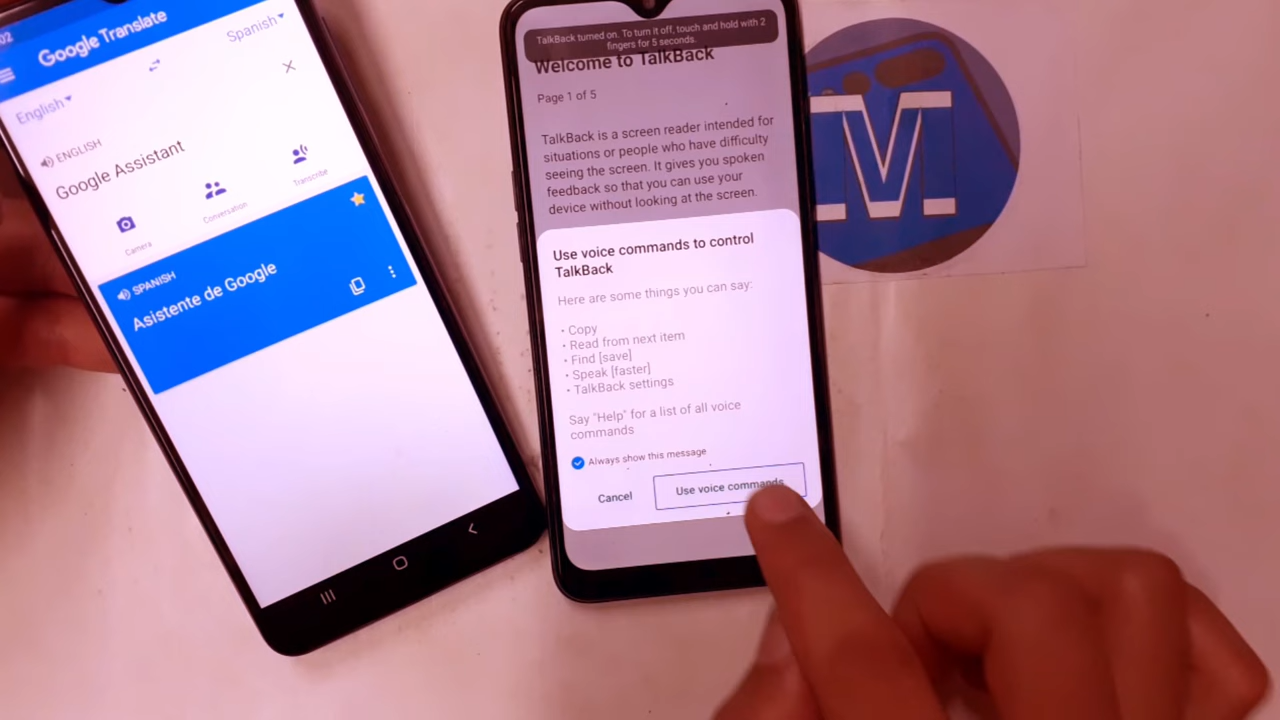 02
Google Translate
English
Spanish
ENGLISH
Google Assistant
Camera
Conversation
Transcribe
SPANISH
Asistente de Google
TalkBack turned on. To turn it off, touch and hold with 2
fingers for 5 seconds.
Welcome to TalkBack
Page 1 of 5
TalkBack is a screen reader intended for
situations or people who have difficulty
seeing the screen. It gives you spoken
feedback so that you can use your
device without looking at the screen.
Use voice commands to control
TalkBack
Here are some things you can say:
• Copy
• Read from next item
• Find [save]
• Speak [faster]
• TalkBack settings
Say "Help" for a list of all voice
commands
Always show this message
Cancel
Use voice commands
M